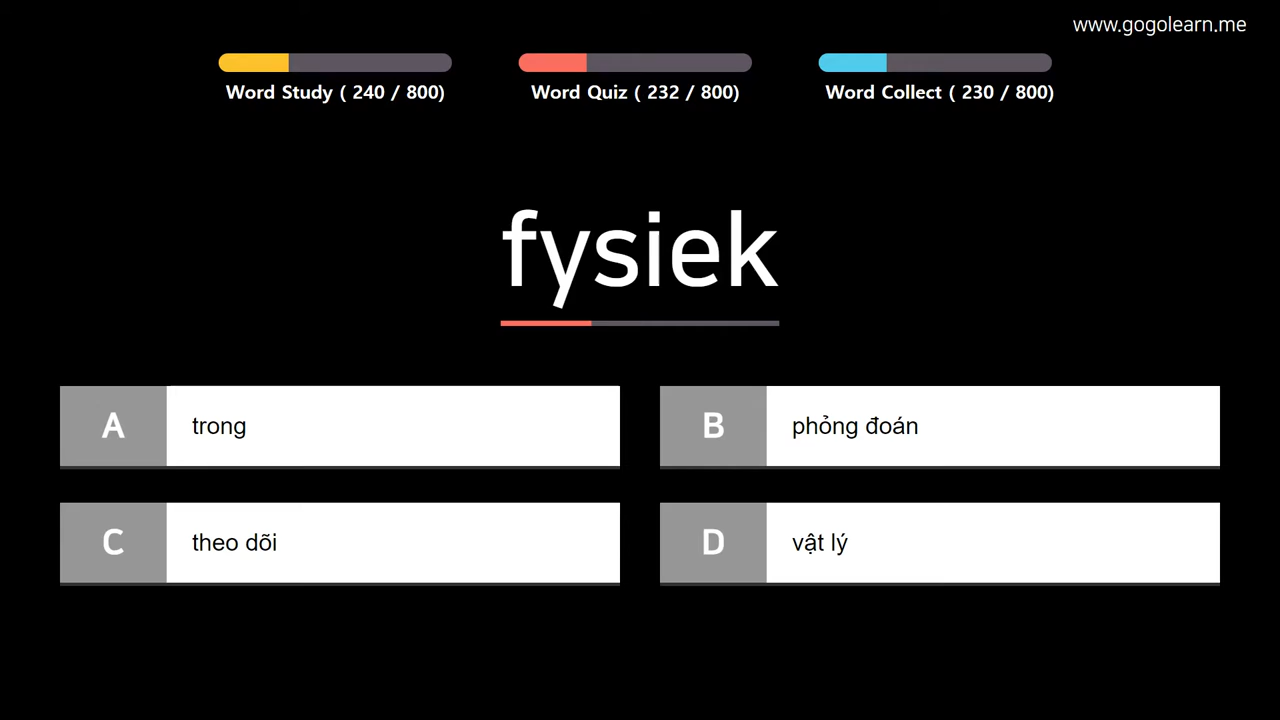 www.gogolearn.me
Word Study ( 240 / 800)
Word Quiz ( 232 / 800)
Word Collect ( 230 / 800)
fysiek
A trong
B phỏng đoán
C theo dõi
D vật lý